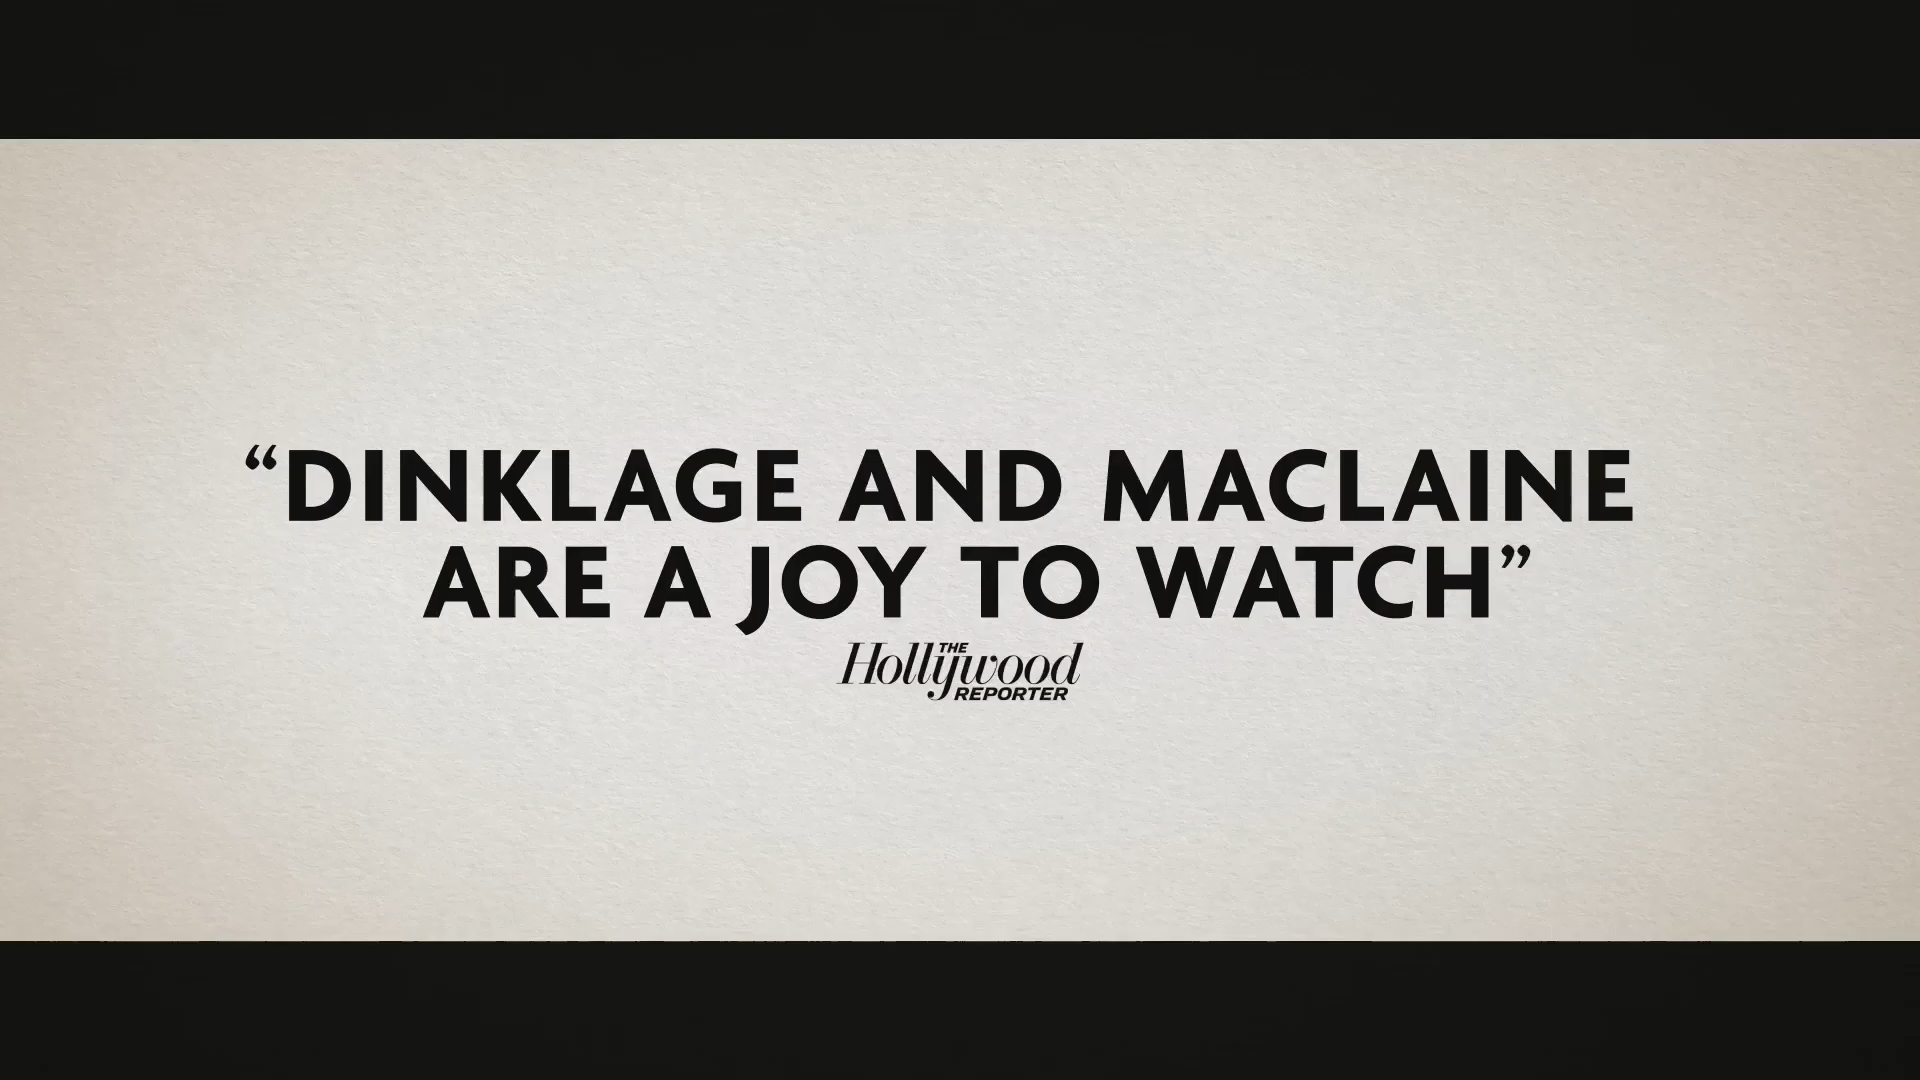 “DINKLAGE AND MACLAINE
ARE A JOY TO WATCH”
THE
Hollywood
REPORTER